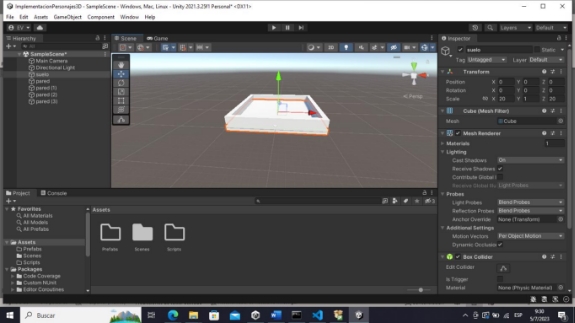 ImplementacionPersonajes3D - SampleScene - Windows, Mac, Linux - Unity 2021.3.29f1 Personal* <DX11>
File Edit Assets GameObject Component Window Help
EV
Layers Default
Hierarchy
All
SampleScene*
Main Camera
Directional Light
suelo
pared
pared (1)
pared (2)
pared (3)
Scene Game
2D
Persp
Inspector
suelo Static
Tag Untagged Layer Default
Transform
Position X 0 Y 0 Z 0
Rotation X 0 Y 0 Z 0
Scale X 20 Y 1 Z 20
Cube (Mesh Filter)
Mesh Cube
Mesh Renderer
Materials 1
Lighting
Cast Shadows On
Receive Shadows
Contribute Global
Receive Global Light Probes
Probes
Light Probes Blend Probes
Reflection Probes Blend Probes
Anchor Override None (Transform)
Additional Settings
Motion Vectors Per Object Motion
Dynamic Occlusion
Box Collider
Edit Collider
Is Trigger
Material None (Physic Material)
Project Console
Favorites
All Materials
All Models
All Prefabs
Assets
Prefabs
Scenes
Scripts
Packages
Code Coverage
Custom NUnit
Editor Coroutines
Assets
Prefabs Scenes Scripts
Buscar
ESP
9:30
5/7/2023